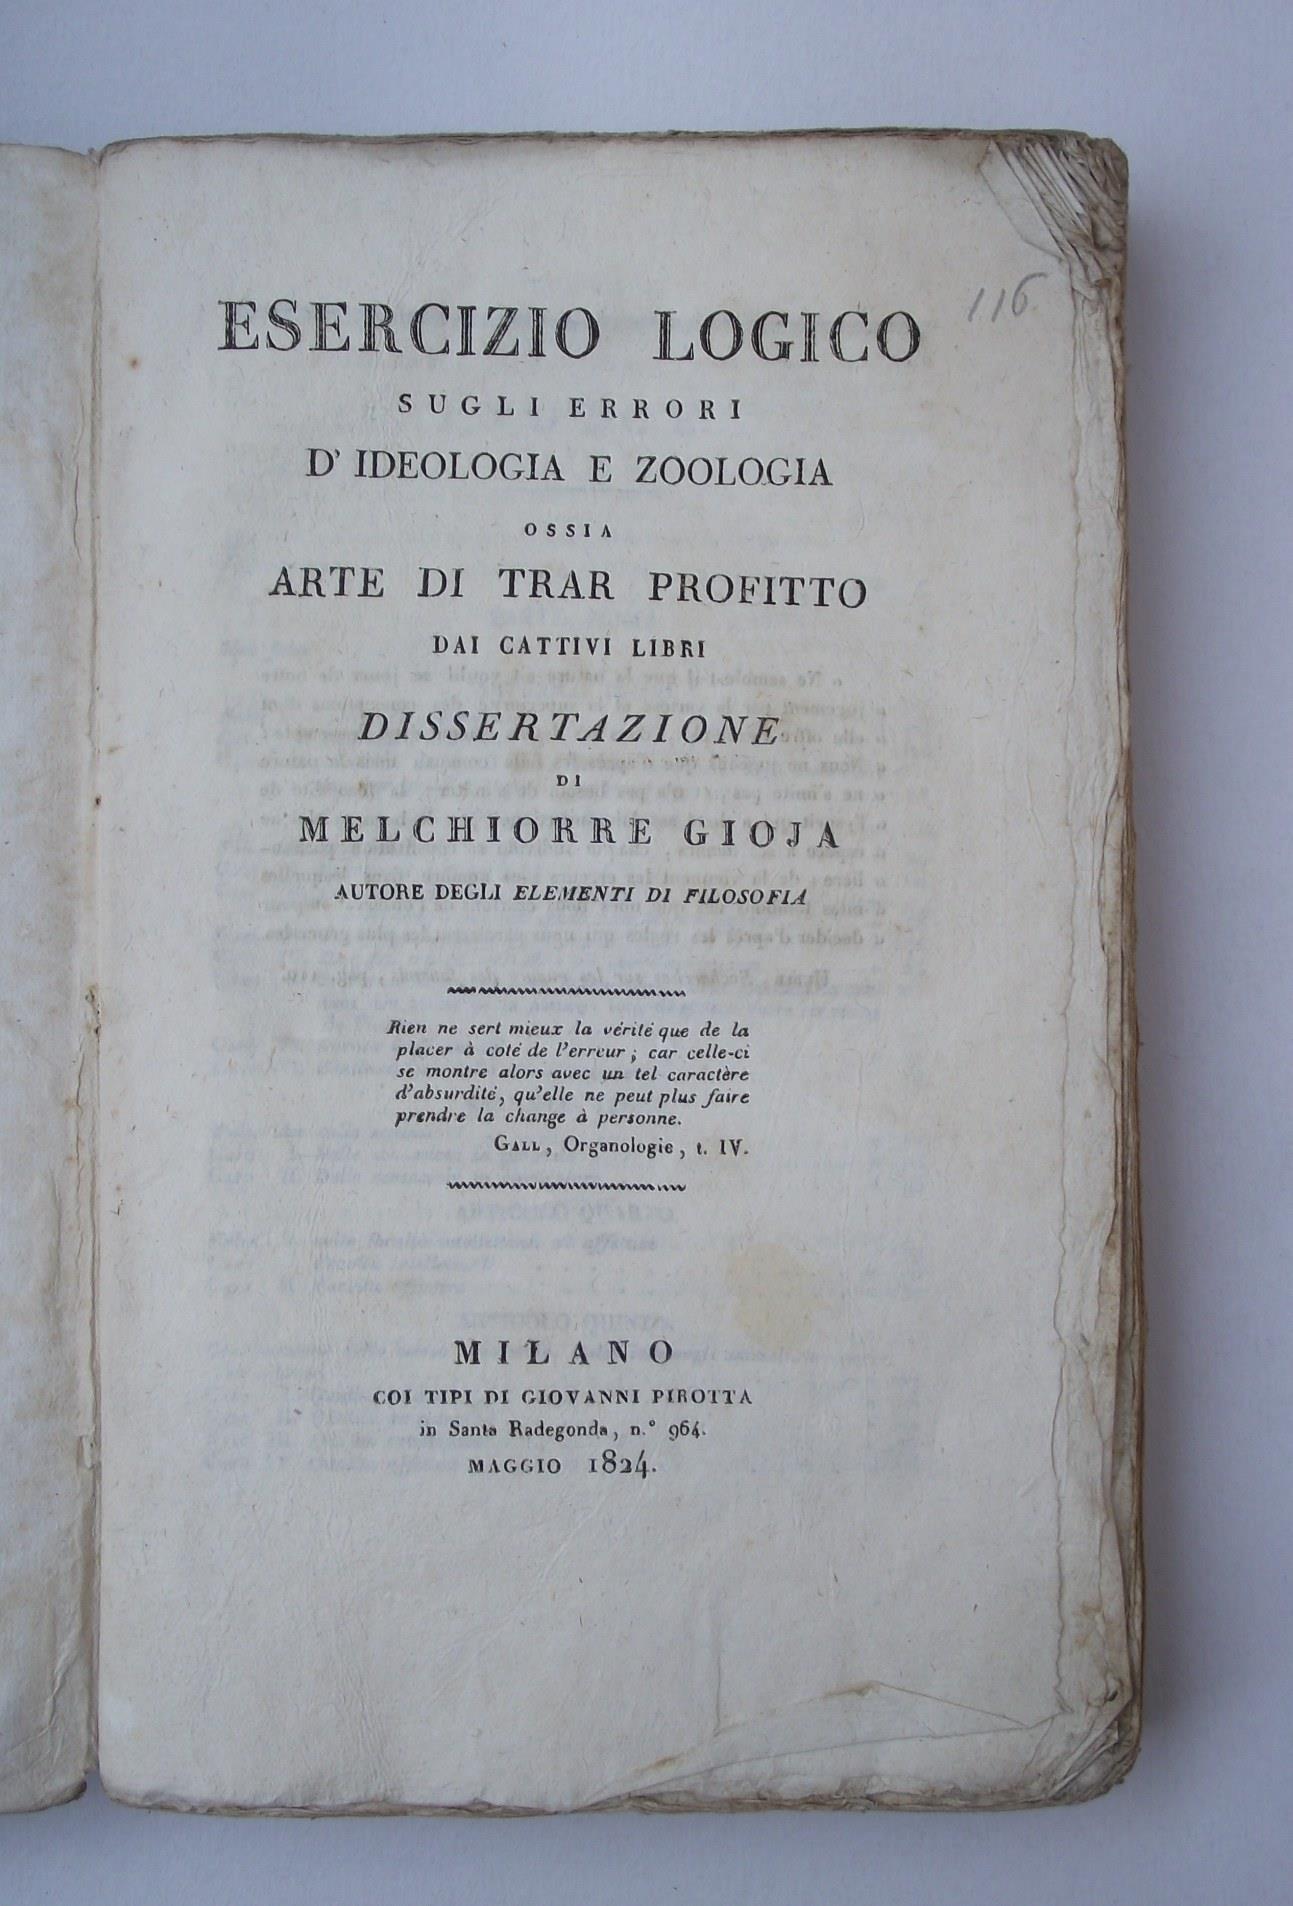 116
ESERCIZIO LOGICO
SUGLI ERRORI
D' IDEOLOGIA E ZOOLOGIA
OSSIA
ARTE DI TRAR PROFITTO
DAI CATTIVI LIBRI
DISSERTAZIONE
DI
MELCHIORRE GIOJA
AUTORE DEGLI ELEMENTI DI FILOSOFIA
Rien ne sert mieux la vérité que de la
placer à coté de l'erreur ; car celle-ci
se montre alors avec un tel caractère
d'absurdité, qu'elle ne peut plus faire
prendre la change à personne.
GALL, Organologie, t. IV.
MILANO
COI TIPI DI GIOVANNI PIROTTA
in Santa Radegonda, n.° 964.
MAGGIO 1824.